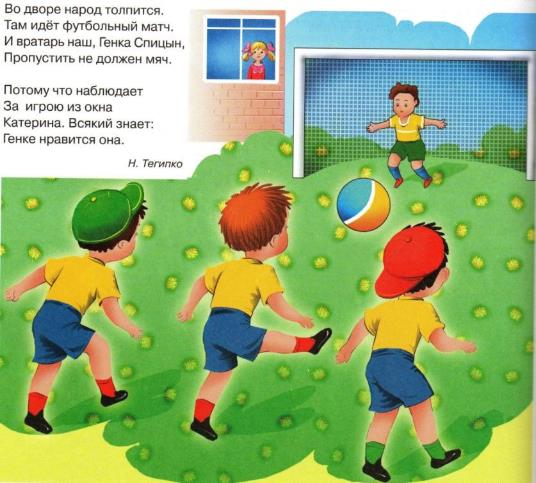 Во дворе народ толпится.
Там идёт футбольный матч.
И вратарь наш, Генка Спицын,
Пропустить не должен мяч.
Потому что наблюдает
За игрою из окна
Катерина. Всякий знает:
Генке нравится она.
Н. Тегипко